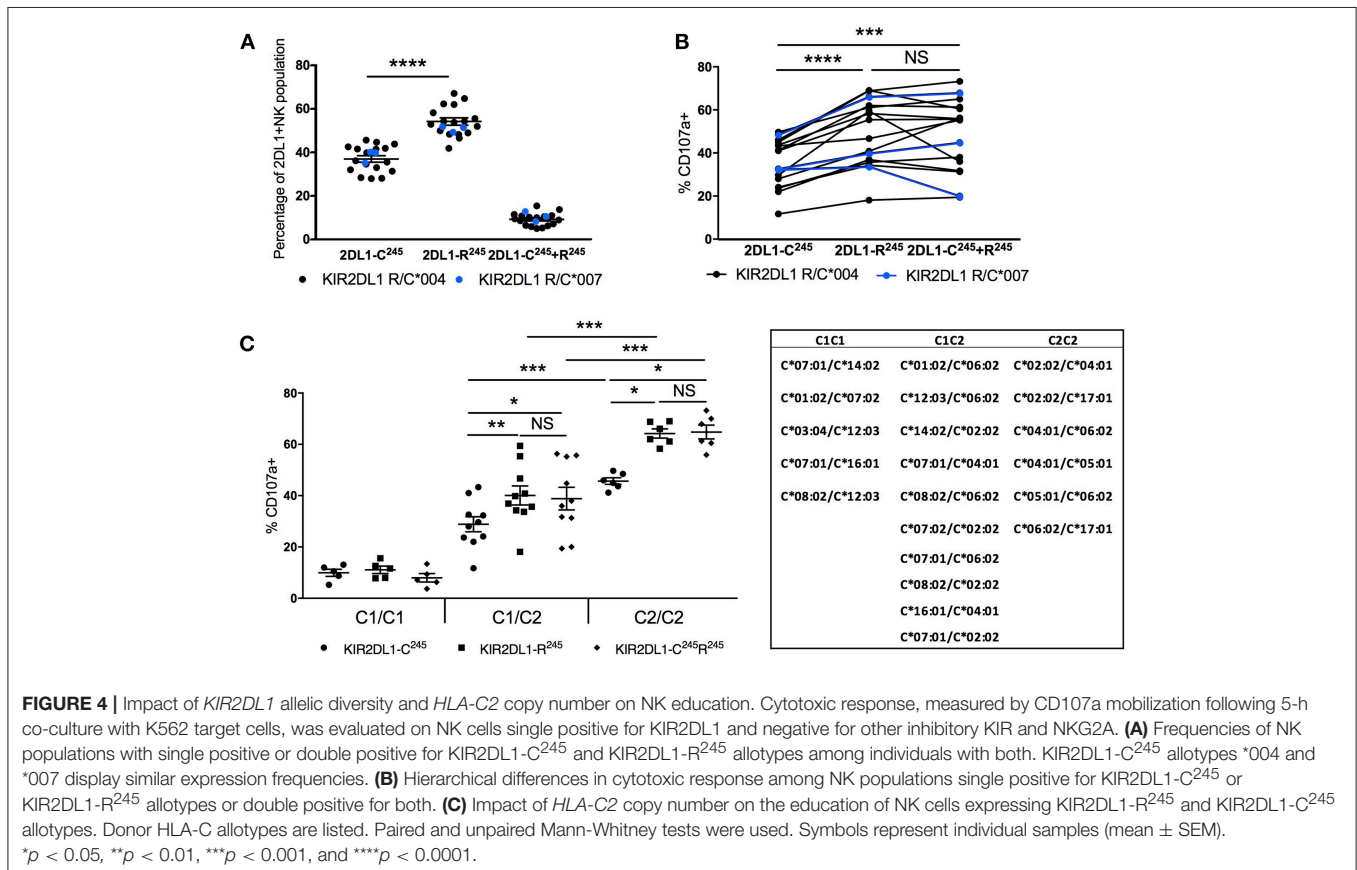 A
****
Percentage of 2DL1+NK population
80
60
40
20
0
2DL1-C²⁴⁵ 2DL1-R²⁴⁵ 2DL1-C²⁴⁵+R²⁴⁵
KIR2DL1 R/C*004 KIR2DL1 R/C*007
B
***
**** NS
% CD107a+
80
60
40
20
0
2DL1-C²⁴⁵ 2DL1-R²⁴⁵ 2DL1-C²⁴⁵+R²⁴⁵
KIR2DL1 R/C*004 KIR2DL1 R/C*007
C
***
***
*** *
* * NS
** NS
% CD107a+
80
60
40
20
0
C1/C1 C1/C2 C2/C2
KIR2DL1-C²⁴⁵ KIR2DL1-R²⁴⁵ KIR2DL1-C²⁴⁵R²⁴⁵
C1C1 C1C2 C2C2
C*07:01/C*14:02 C*01:02/C*06:02 C*02:02/C*04:01
C*01:02/C*07:02 C*12:03/C*06:02 C*02:02/C*17:01
C*03:04/C*12:03 C*14:02/C*02:02 C*04:01/C*06:02
C*07:01/C*16:01 C*07:01/C*04:01 C*04:01/C*05:01
C*08:02/C*12:03 C*08:02/C*06:02 C*05:01/C*06:02
C*07:02/C*02:02 C*06:02/C*17:01
C*07:01/C*06:02
C*08:02/C*02:02
C*16:01/C*04:01
C*07:01/C*02:02
FIGURE 4 | Impact of KIR2DL1 allelic diversity and HLA-C2 copy number on NK education. Cytotoxic response, measured by CD107a mobilization following 5-h
co-culture with K562 target cells, was evaluated on NK cells single positive for KIR2DL1 and negative for other inhibitory KIR and NKG2A. (A) Frequencies of NK
populations with single positive or double positive for KIR2DL1-C²⁴⁵ and KIR2DL1-R²⁴⁵ allotypes among individuals with both. KIR2DL1-C²⁴⁵ allotypes *004 and
*007 display similar expression frequencies. (B) Hierarchical differences in cytotoxic response among NK populations single positive for KIR2DL1-C²⁴⁵ or
KIR2DL1-R²⁴⁵ allotypes or double positive for both. (C) Impact of HLA-C2 copy number on the education of NK cells expressing KIR2DL1-R²⁴⁵ and KIR2DL1-C²⁴⁵
allotypes. Donor HLA-C allotypes are listed. Paired and unpaired Mann-Whitney tests were used. Symbols represent individual samples (mean ± SEM).
*p < 0.05, **p < 0.01, ***p < 0.001, and ****p < 0.0001.